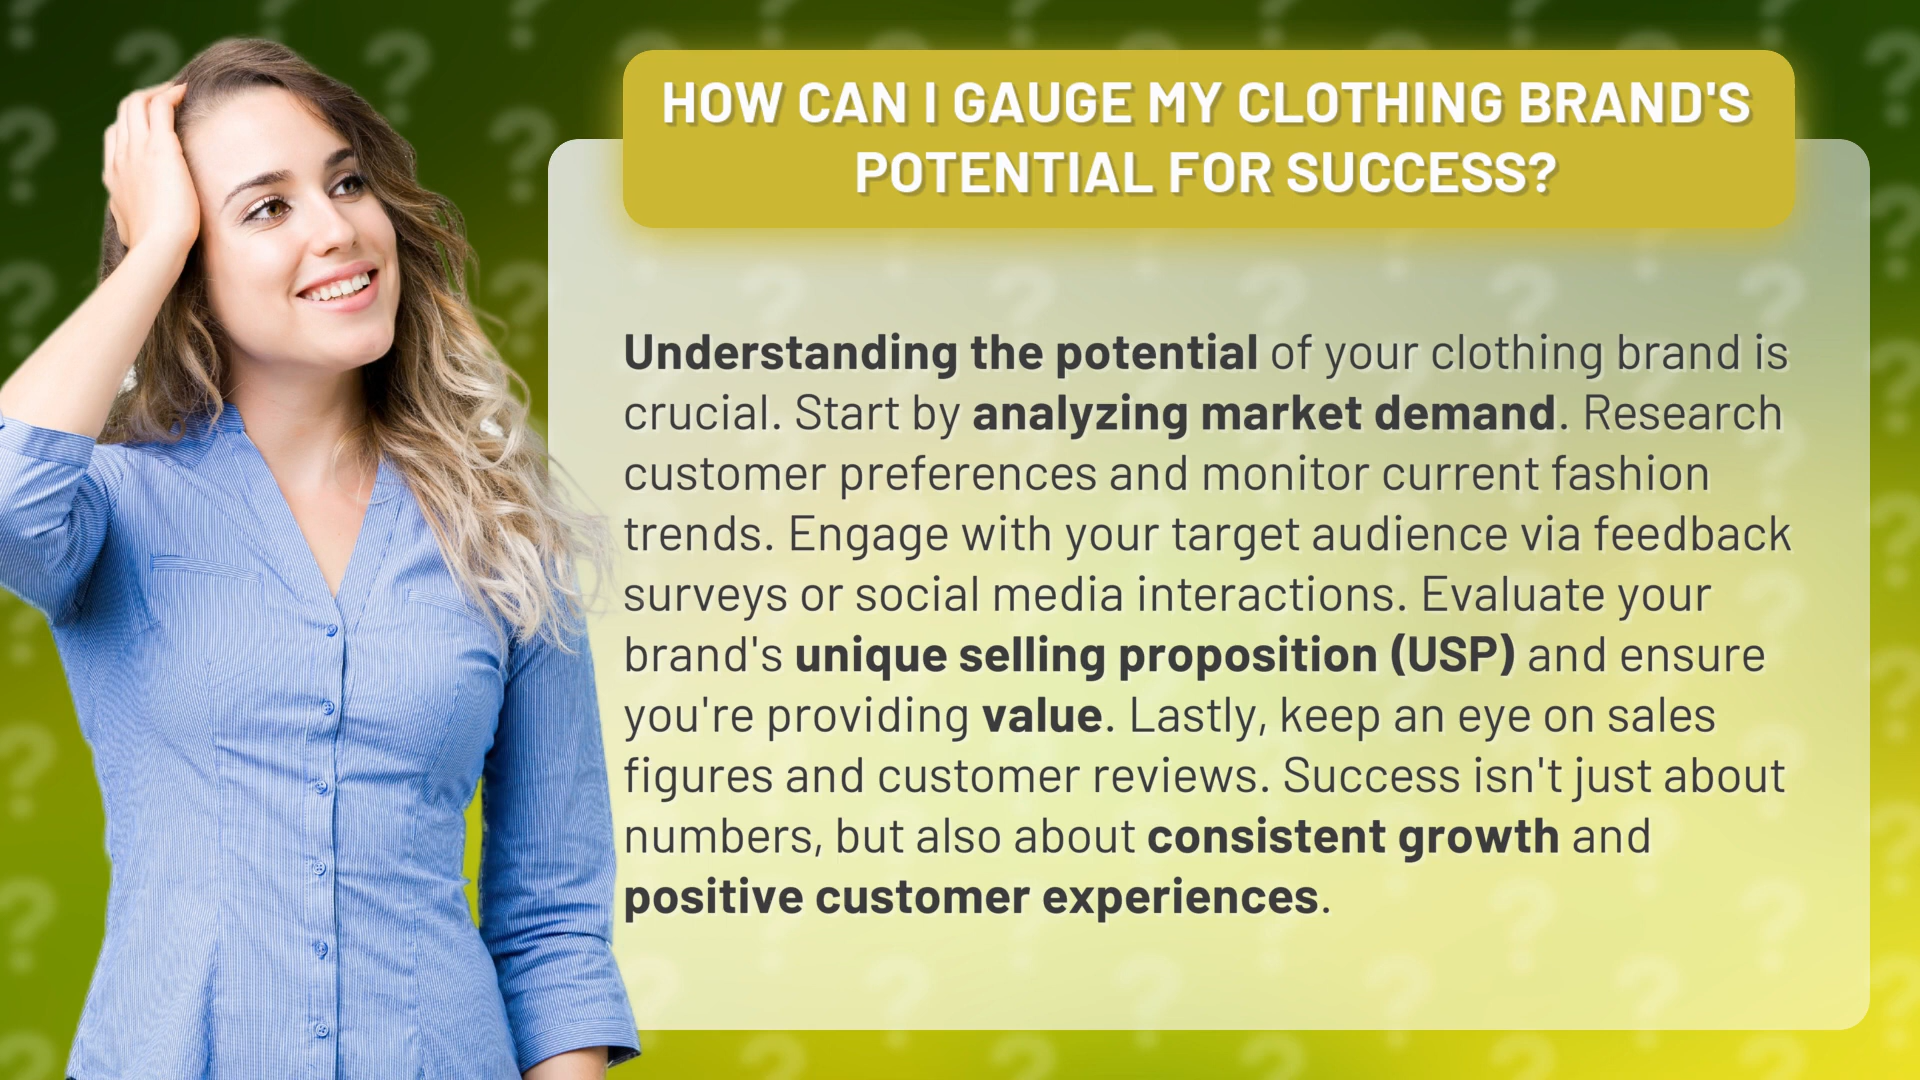 HOW CAN I GAUGE MY CLOTHING BRAND'S
POTENTIAL FOR SUCCESS?
Understanding the potential of your clothing brand is
crucial. Start by analyzing market demand. Research
customer preferences and monitor current fashion
trends. Engage with your target audience via feedback
surveys or social media interactions. Evaluate your
brand's unique selling proposition (USP) and ensure
you're providing value. Lastly, keep an eye on sales
figures and customer reviews. Success isn't just about
numbers, but also about consistent growth and
positive customer experiences.